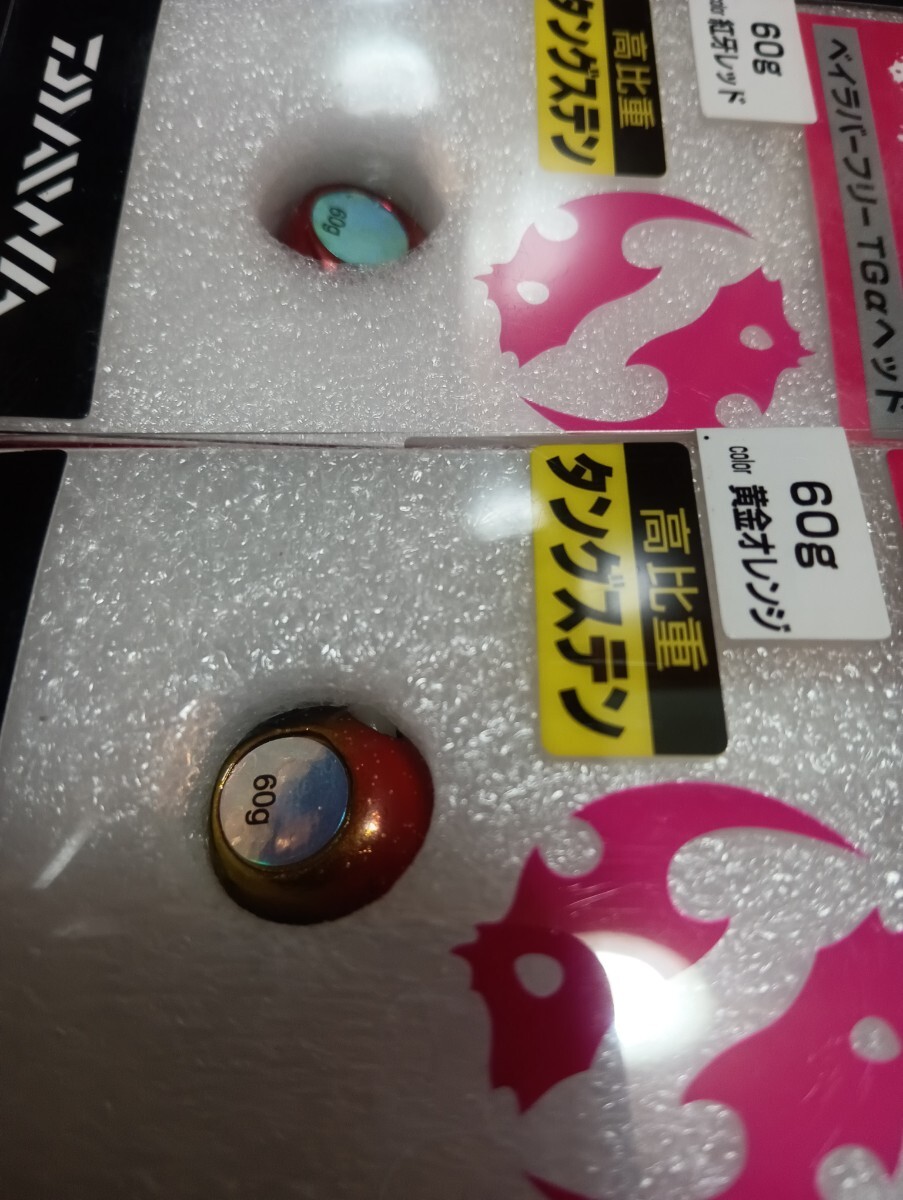 DAIWA
60g
高比重
タングステン
60g
color 紅牙レッド
ベイラバーフリー TGαヘッド
60g
高比重
タングステン
60g
color 黄金オレンジ